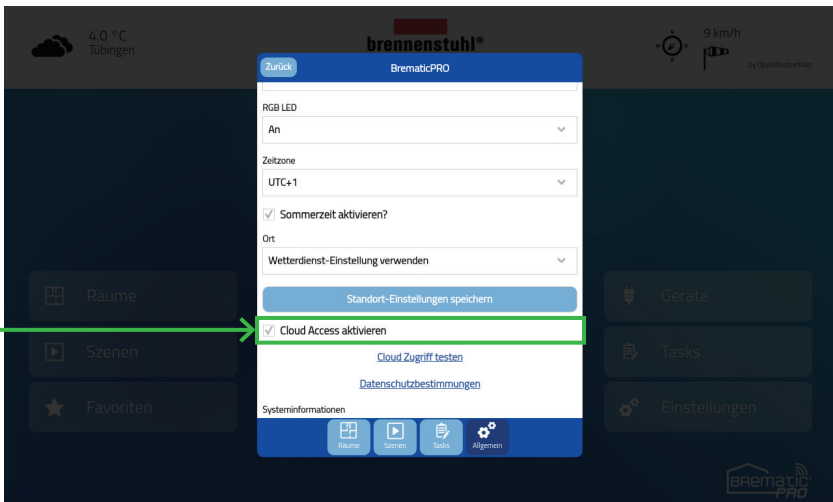 4.0 °C
Tübingen
brennenstuhl®
9 km/h
N
by OpenWeatherMap
Zurück
BrematicPRO
RGB LED
An
Zeitzone
UTC+1
Sommerzeit aktivieren?
Ort
Wetterdienst-Einstellung verwenden
Standort-Einstellungen speichern
Cloud Access aktivieren
Cloud Zugriff testen
Datenschutzbestimmungen
Systeminformationen
Räume
Szenen
Tasks
Allgemein
Räume
Szenen
Favoriten
Geräte
Tasks
Einstellungen
Brematic
PRO